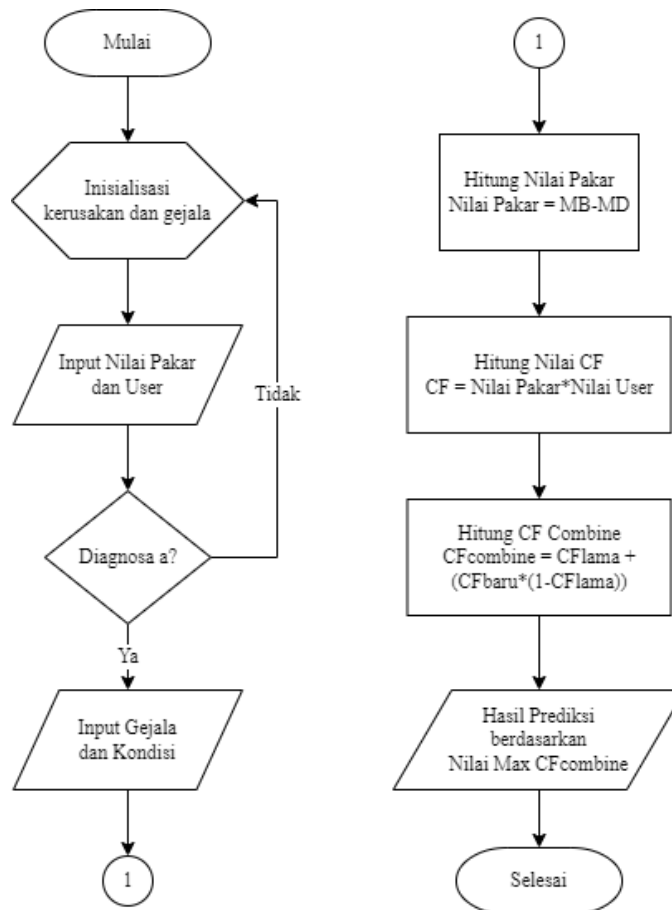 Mulai
Inisialisasi
kerusakan dan gejala
Input Nilai Pakar
dan User
Tidak
Diagnosa a?
Ya
Input Gejala
dan Kondisi
1
1
Hitung Nilai Pakar
Nilai Pakar = MB-MD
Hitung Nilai CF
CF = Nilai Pakar*Nilai User
Hitung CF Combine
CFcombine = CFlama +
(CFbaru*(1-CFlama))
Hasil Prediksi
berdasarkan
Nilai Max CFcombine
Selesai